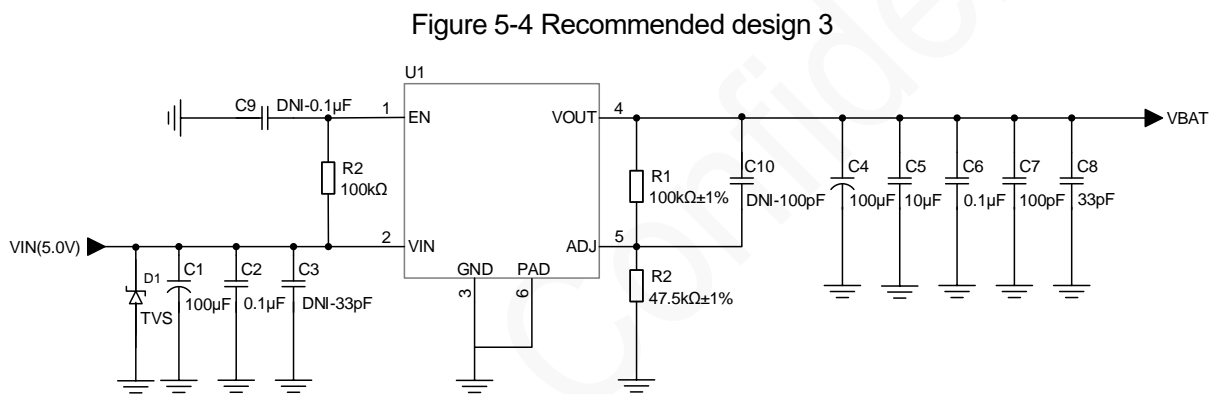 Figure 5-4 Recommended design 3
U1
C9 DNI-0.1µF
1
EN
VOUT
4
VBAT
R2
100kΩ
R1
100kΩ±1%
C10
DNI-100pF
C4
100µF
C5
10µF
C6
0.1µF
C7
100pF
C8
33pF
VIN(5.0V)
2
VIN
ADJ
5
GND
PAD
3
6
D1
TVS
C1
100µF
C2
0.1µF
C3
DNI-33pF
R2
47.5kΩ±1%
Confide